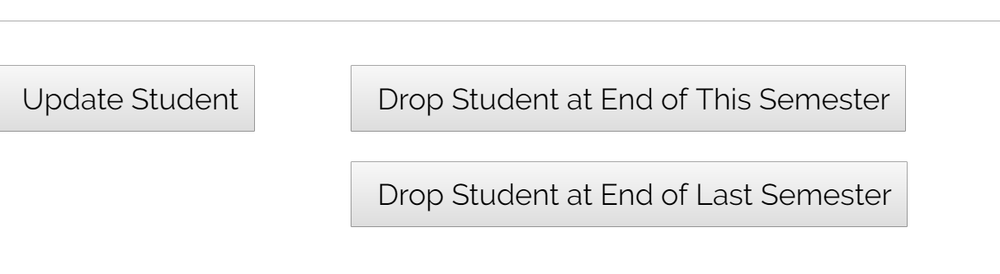 Update Student
Drop Student at End of This Semester
Drop Student at End of Last Semester